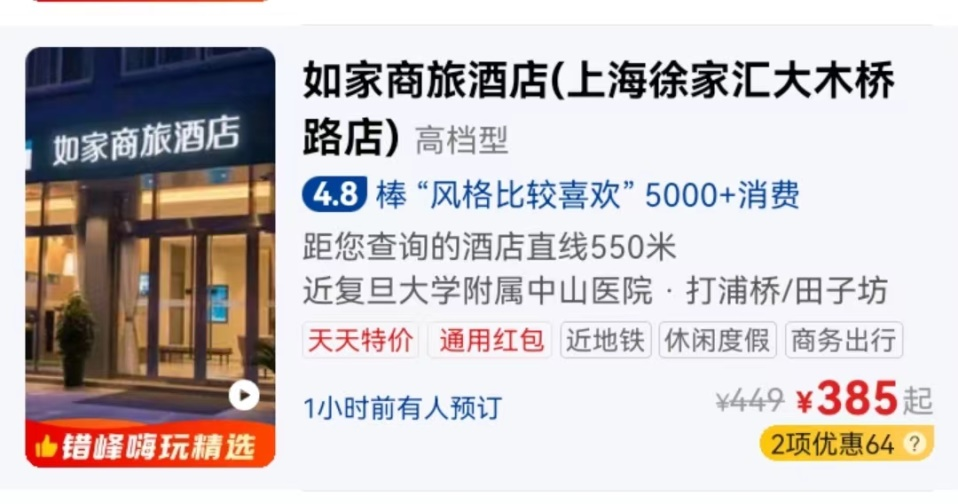 如家商旅酒店
错峰嗨玩精选
如家商旅酒店(上海徐家汇大木桥
路店) 高档型
4.8 棒 “风格比较喜欢” 5000+消费
距您查询的酒店直线550米
近复旦大学附属中山医院 · 打浦桥/田子坊
天天特价 通用红包 近地铁 休闲度假 商务出行
1小时前有人预订 ¥449 ¥385起
2项优惠64 ?